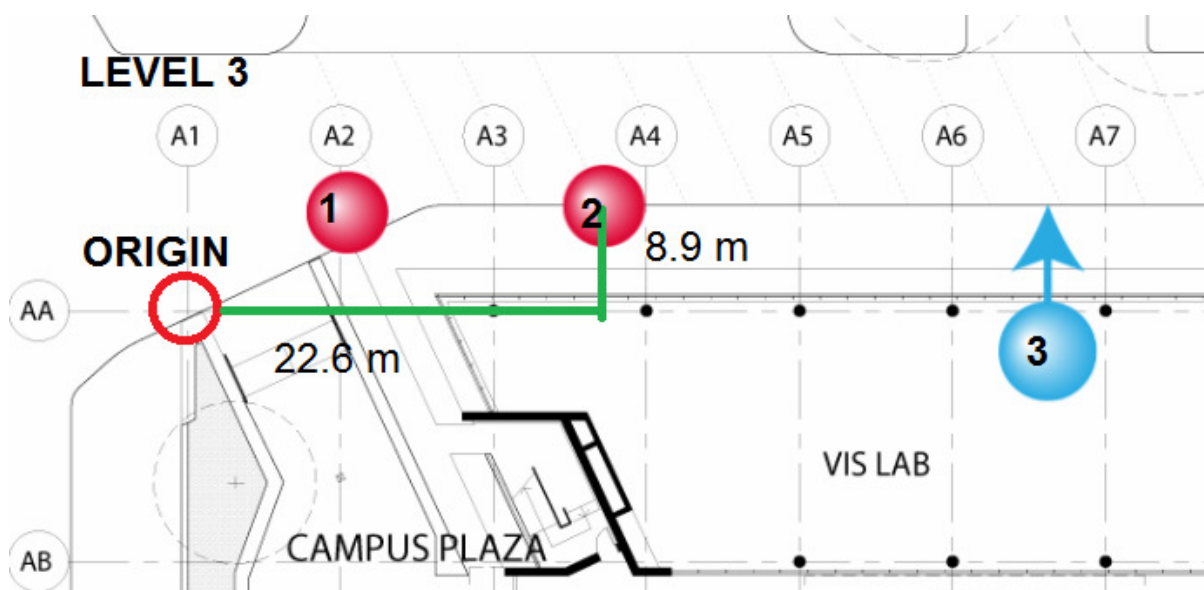 LEVEL 3
A1 A2 A3 A4 A5 A6 A7
1 2
8.9 m
ORIGIN
AA
22.6 m
3
VIS LAB
CAMPUS PLAZA
AB